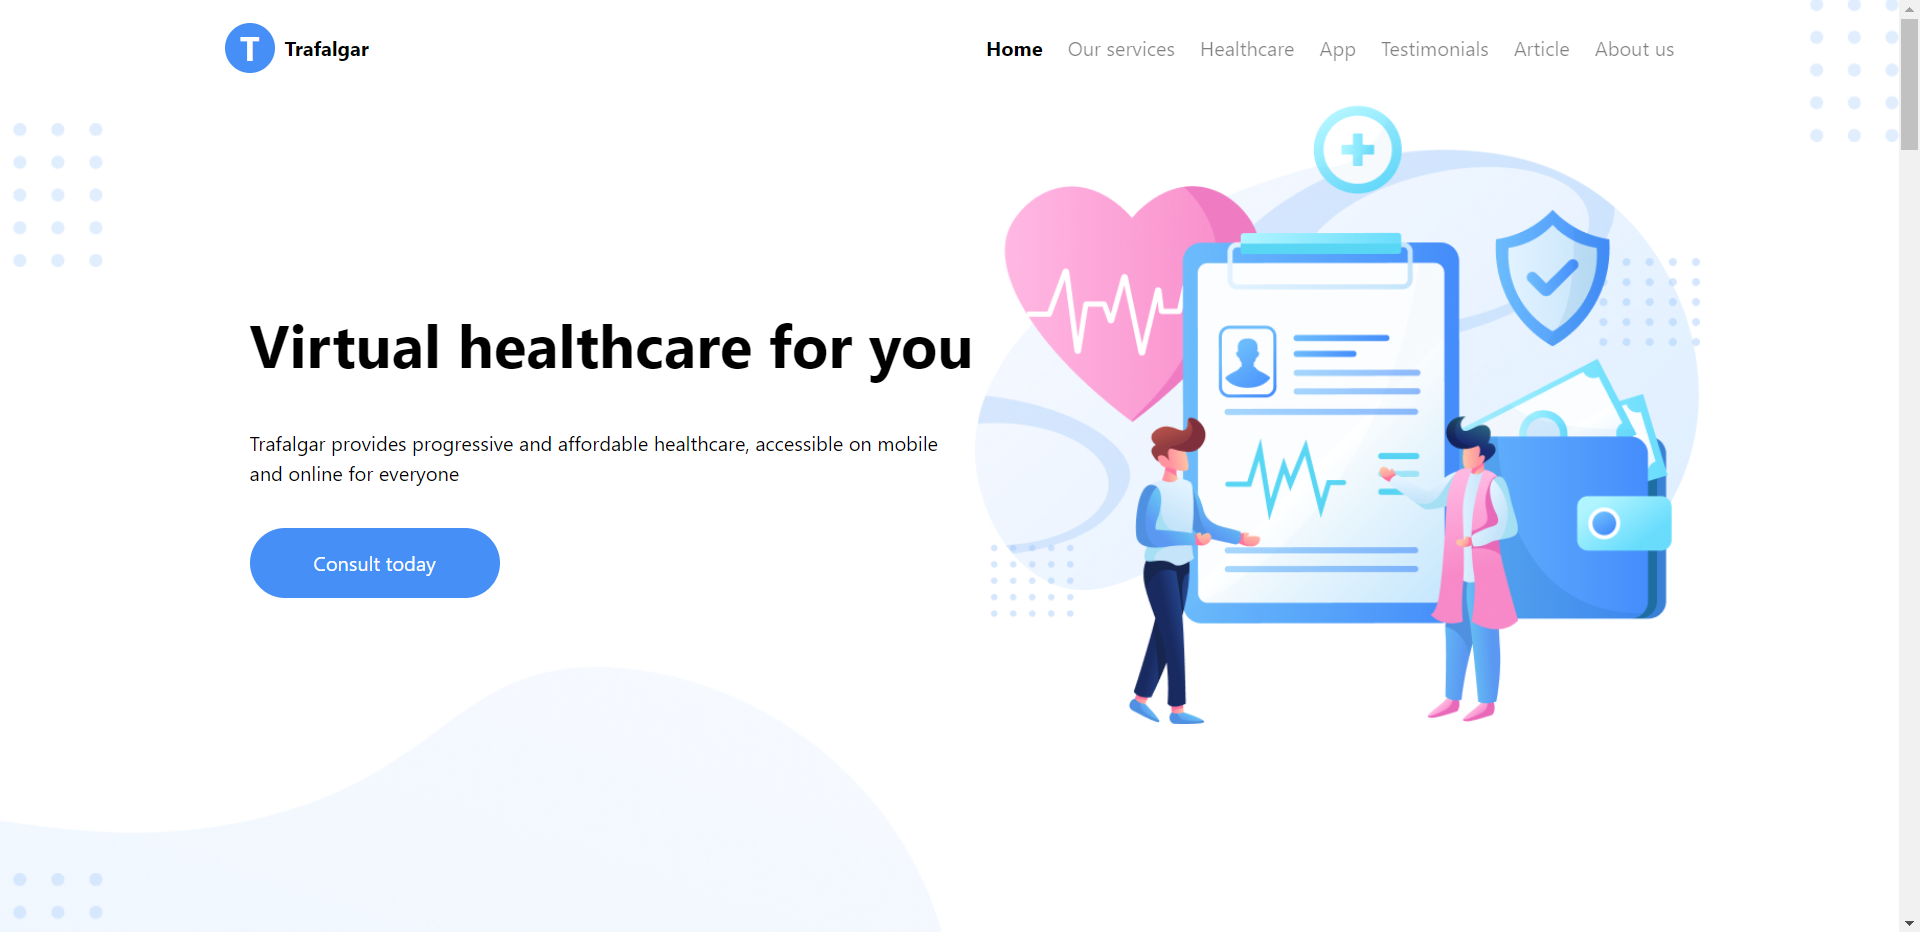 T Trafalgar
Home Our services Healthcare App Testimonials Article About us
Virtual healthcare for you
Trafalgar provides progressive and affordable healthcare, accessible on mobile
and online for everyone
Consult today